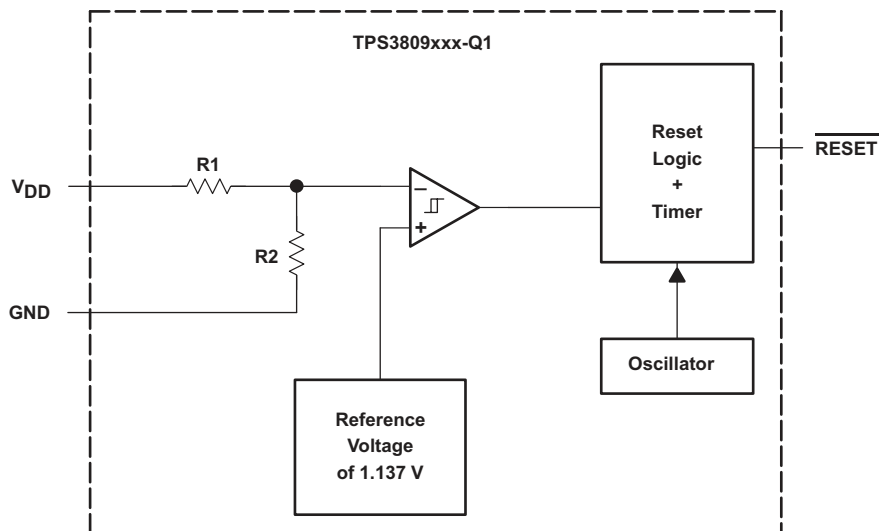 TPS3809xxx-Q1
R1
VDD
R2
GND
−
+
Reset
Logic
+
Timer
RESET
Oscillator
Reference
Voltage
of 1.137 V